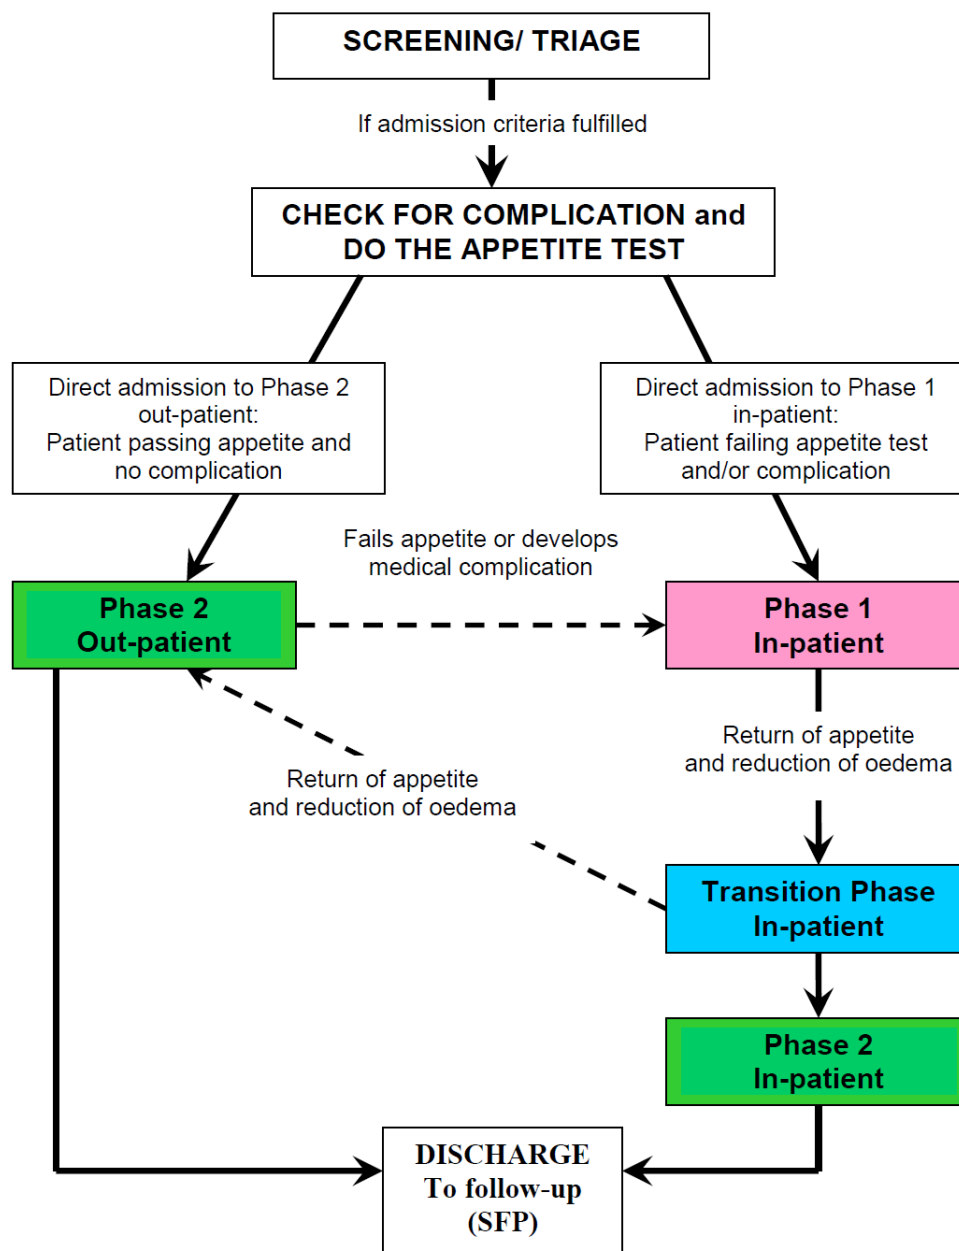 SCREENING/ TRIAGE
If admission criteria fulfilled
CHECK FOR COMPLICATION and
DO THE APPETITE TEST
Direct admission to Phase 2
out-patient:
Patient passing appetite and
no complication
Direct admission to Phase 1
in-patient:
Patient failing appetite test
and/or complication
Fails appetite or develops
medical complication
Phase 2
Out-patient
Phase 1
In-patient
Return of appetite
and reduction of oedema
Return of appetite
and reduction of oedema
Transition Phase
In-patient
Phase 2
In-patient
DISCHARGE
To follow-up
(SFP)